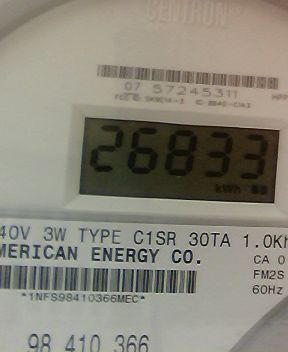 CENTRON®
07 57245311
26833
kWh
40V 3W TYPE C1SR 30TA 1.0Kh
MERICAN ENERGY CO.
CA 0
FM2S
60Hz
*1NFS98410366MEC*
98 410 366